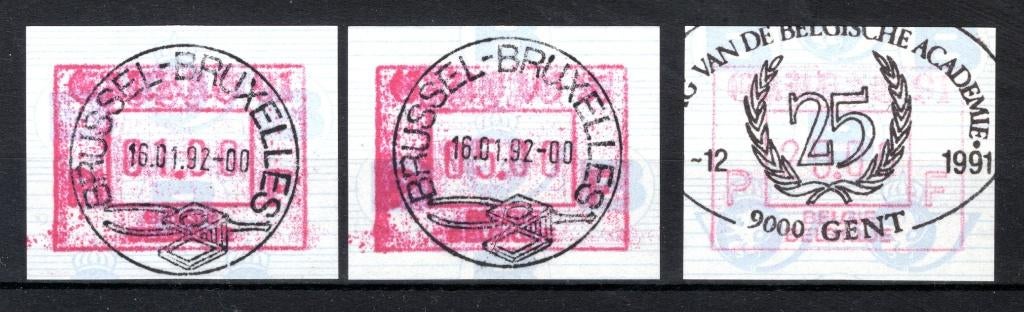 BRUSSEL-BRUXELLES
16.01.92-00
BRUSSEL-BRUXELLES
16.01.92-00
G VAN DE BELGISCHE ACADEMIE •
25
-12
1991
P F
9000 GENT